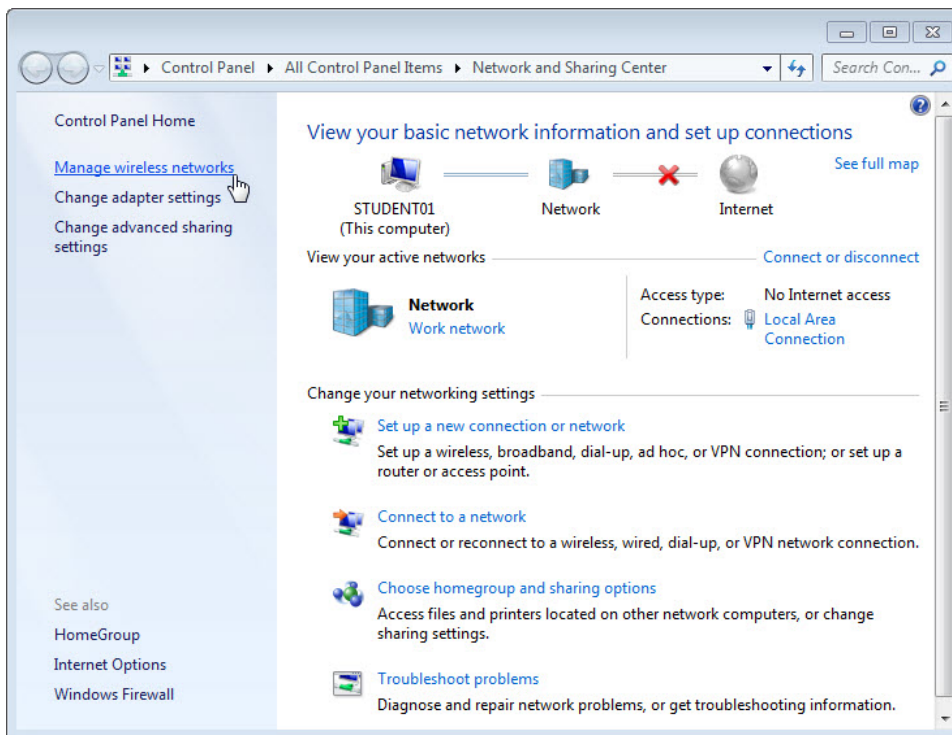 Control Panel ▸ All Control Panel Items ▸ Network and Sharing Center
Search Con...
Control Panel Home
Manage wireless networks
Change adapter settings
Change advanced sharing
settings
See also
HomeGroup
Internet Options
Windows Firewall
View your basic network information and set up connections
See full map
STUDENT01
(This computer)
Network
Internet
View your active networks
Connect or disconnect
Network
Work network
Access type: No Internet access
Connections: Local Area
Connection
Change your networking settings
Set up a new connection or network
Set up a wireless, broadband, dial-up, ad hoc, or VPN connection; or set up a
router or access point.
Connect to a network
Connect or reconnect to a wireless, wired, dial-up, or VPN network connection.
Choose homegroup and sharing options
Access files and printers located on other network computers, or change
sharing settings.
Troubleshoot problems
Diagnose and repair network problems, or get troubleshooting information.